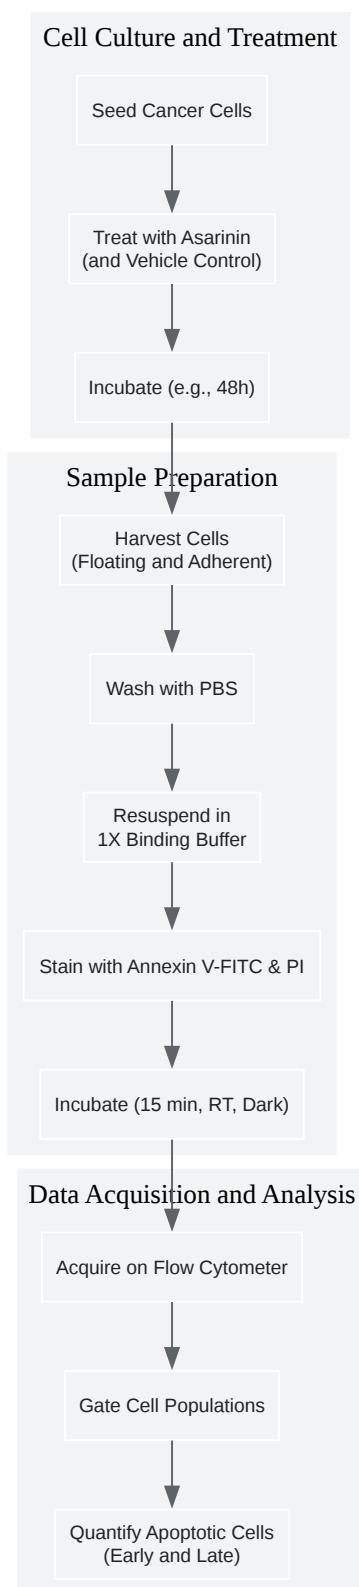 Cell Culture and Treatment
Seed Cancer Cells
Treat with Asarinin
(and Vehicle Control)
Incubate (e.g., 48h)
Sample Preparation
Harvest Cells
(Floating and Adherent)
Wash with PBS
Resuspend in
1X Binding Buffer
Stain with Annexin V-FITC & PI
Incubate (15 min, RT, Dark)
Data Acquisition and Analysis
Acquire on Flow Cytometer
Gate Cell Populations
Quantify Apoptotic Cells
(Early and Late)